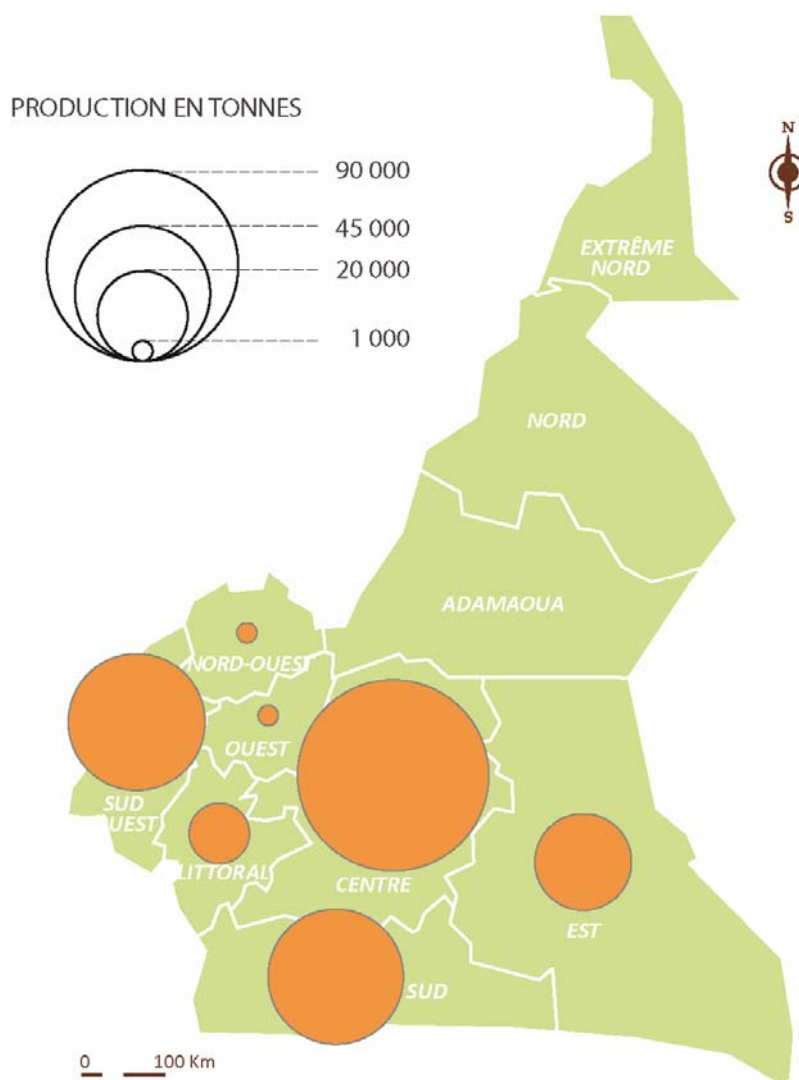 N
PRODUCTION EN TONNES
90 000
45 000
20 000
1 000
S
EXTRÊME
NORD
NORD
ADAMAOUA
NORD-OUEST
OUEST
SUD
UEST
LITTORAL
CENTRE
EST
SUD
0 100 Km